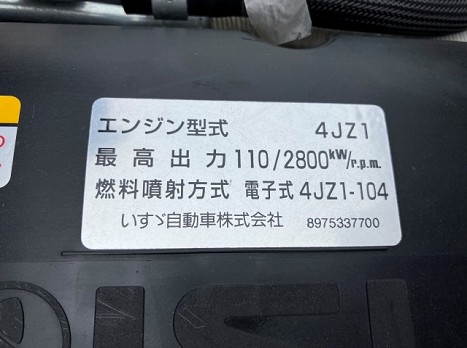 エンジン型式 4JZ1
最高出力 110/2800kW/r.p.m.
燃料噴射方式 電子式 4JZ1-104
いすゞ自動車株式会社 8975337700